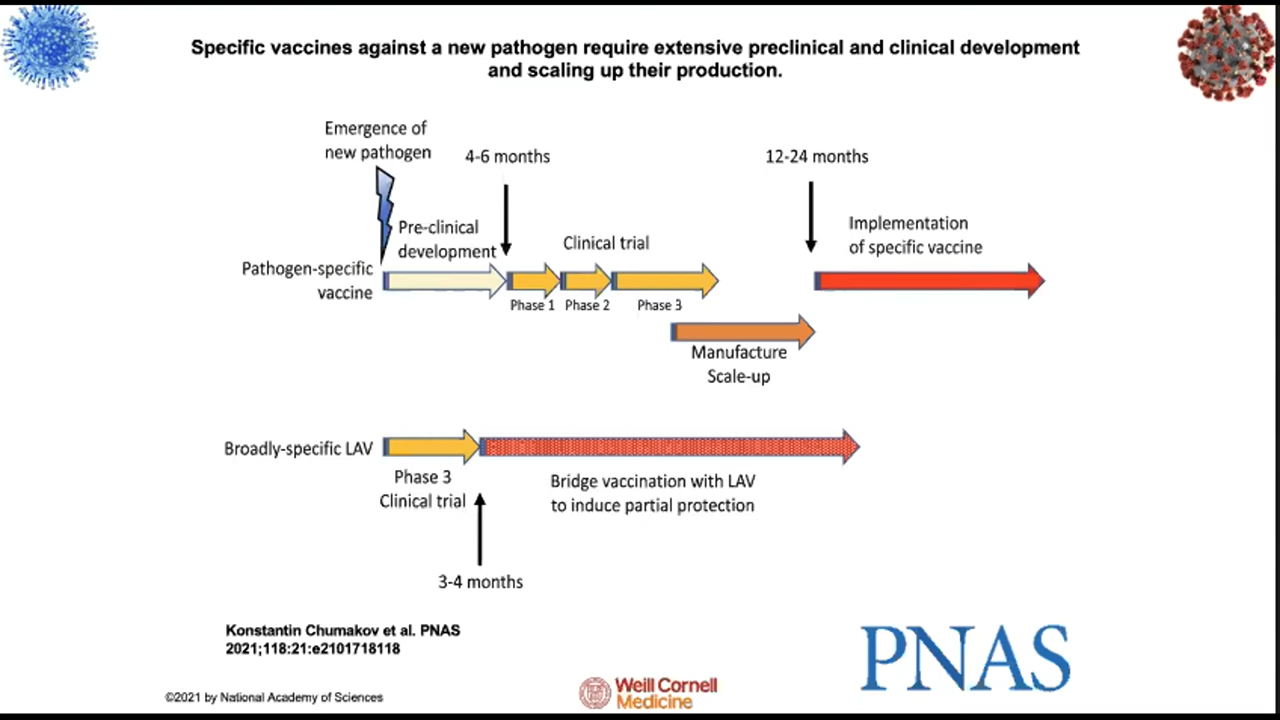 Specific vaccines against a new pathogen require extensive preclinical and clinical development
and scaling up their production.
Emergence of
new pathogen
4-6 months
12-24 months
Pre-clinical
development
Clinical trial
Implementation
of specific vaccine
Pathogen-specific
vaccine
Phase 1
Phase 2
Phase 3
Manufacture
Scale-up
Broadly-specific LAV
Phase 3
Clinical trial
Bridge vaccination with LAV
to induce partial protection
3-4 months
Konstantin Chumakov et al. PNAS
2021;118:21:e2101718118
PNAS
©2021 by National Academy of Sciences
Weill Cornell
Medicine